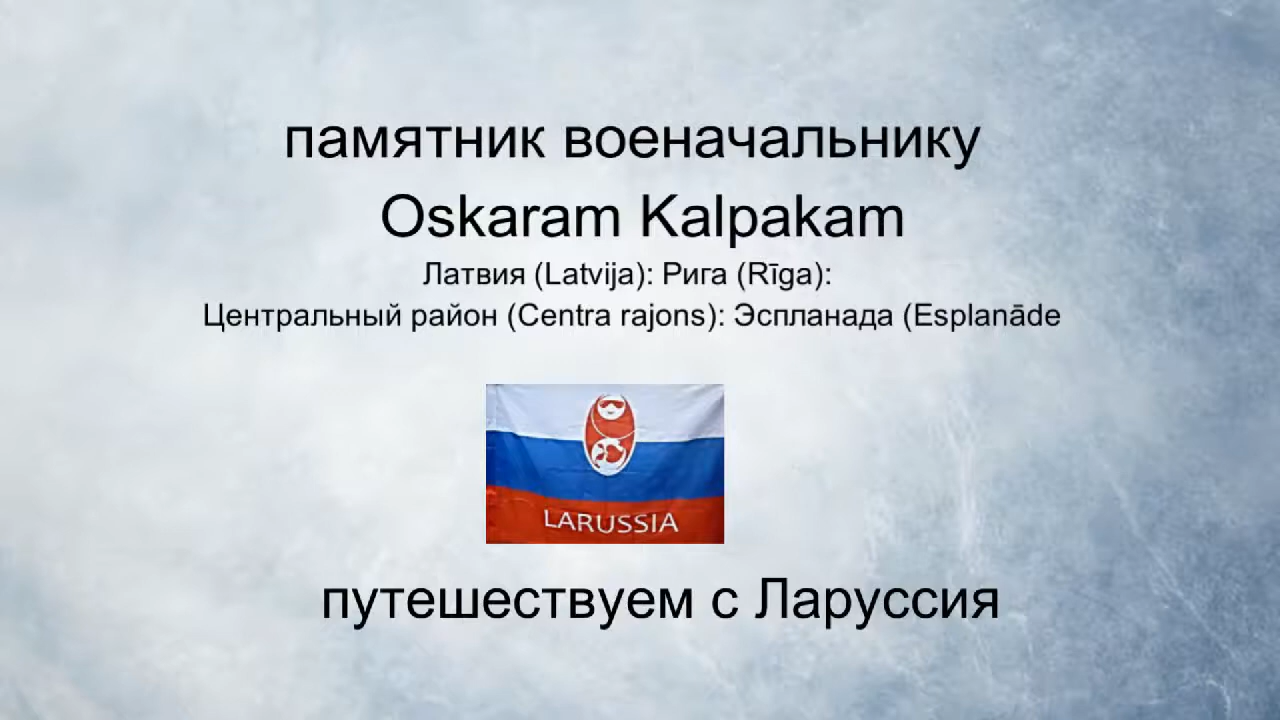 памятник военачальнику
Oskaram Kalpakam
Латвия (Latvija): Рига (Rīga):
Центральный район (Centra rajons): Эспланада (Esplanāde
LARUSSIA
путешествуем с Ларуссия